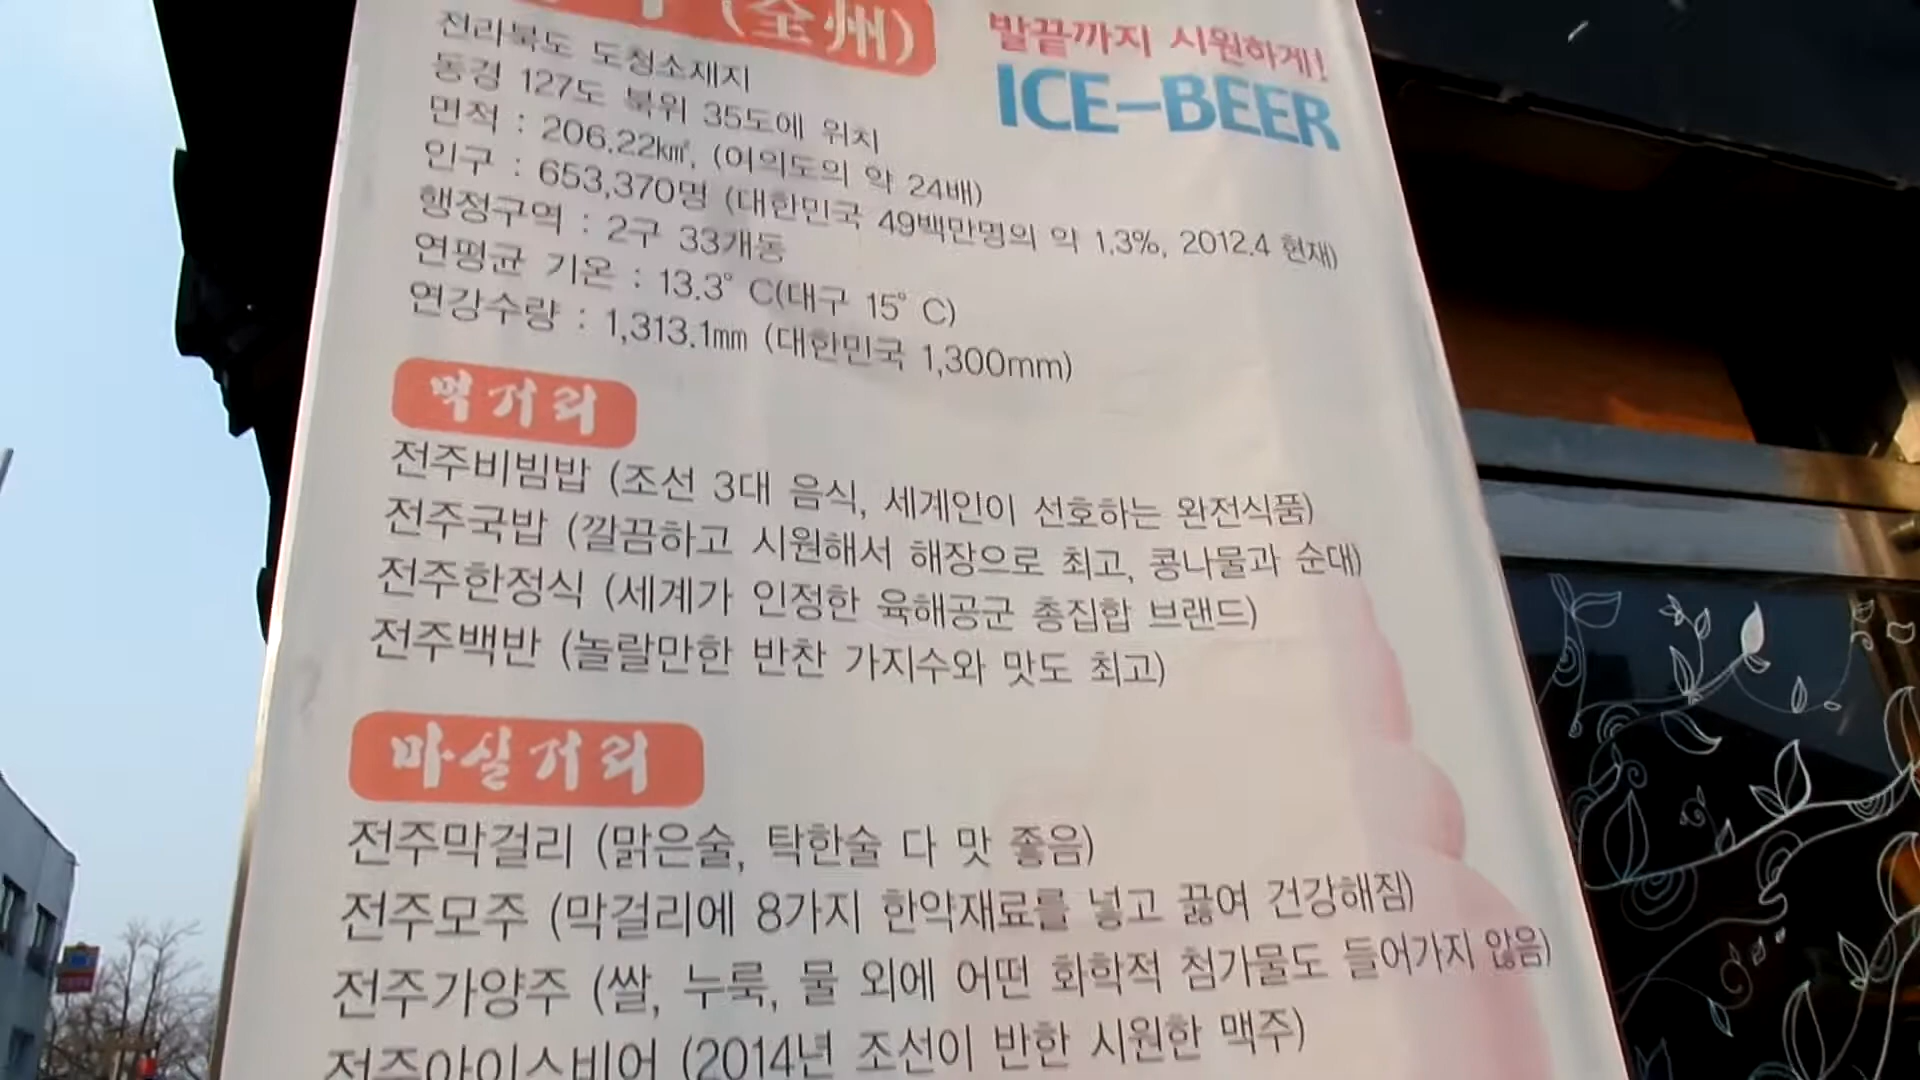 주(全州)
발끝까지 시원하게!
ICE-BEER
전라북도 도청소재지
동경 127도 북위 35도에 위치
면적 : 206.22㎢, (여의도의 약 24배)
인구 : 653,370명 (대한민국 49백만명의 약 1.3%, 2012.4 현재)
행정구역 : 2구 33개동
연평균 기온 : 13.3° C(대구 15° C)
연강수량 : 1,313.1㎜ (대한민국 1,300mm)
먹거리
전주비빔밥 (조선 3대 음식, 세계인이 선호하는 완전식품)
전주국밥 (깔끔하고 시원해서 해장으로 최고, 콩나물과 순대)
전주한정식 (세계가 인정한 육해공군 총집합 브랜드)
전주백반 (놀랄만한 반찬 가지수와 맛도 최고)
마실거리
전주막걸리 (맑은술, 탁한술 다 맛 좋음)
전주모주 (막걸리에 8가지 한약재료를 넣고 끓여 건강해짐)
전주가양주 (쌀, 누룩, 물 외에 어떤 화학적 첨가물도 들어가지 않음)
전주아이스비어 (2014년 조선이 반한 시원한 맥주)